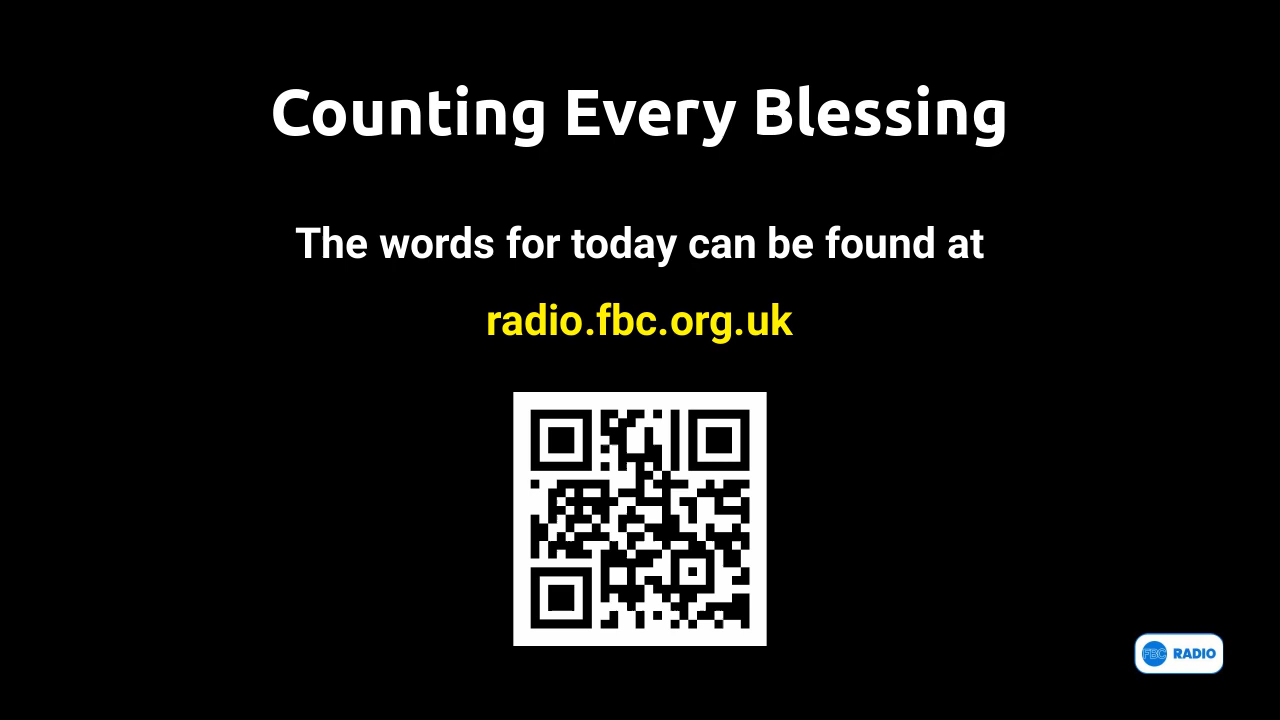 Counting Every Blessing
The words for today can be found at
radio.fbc.org.uk
FBC RADIO